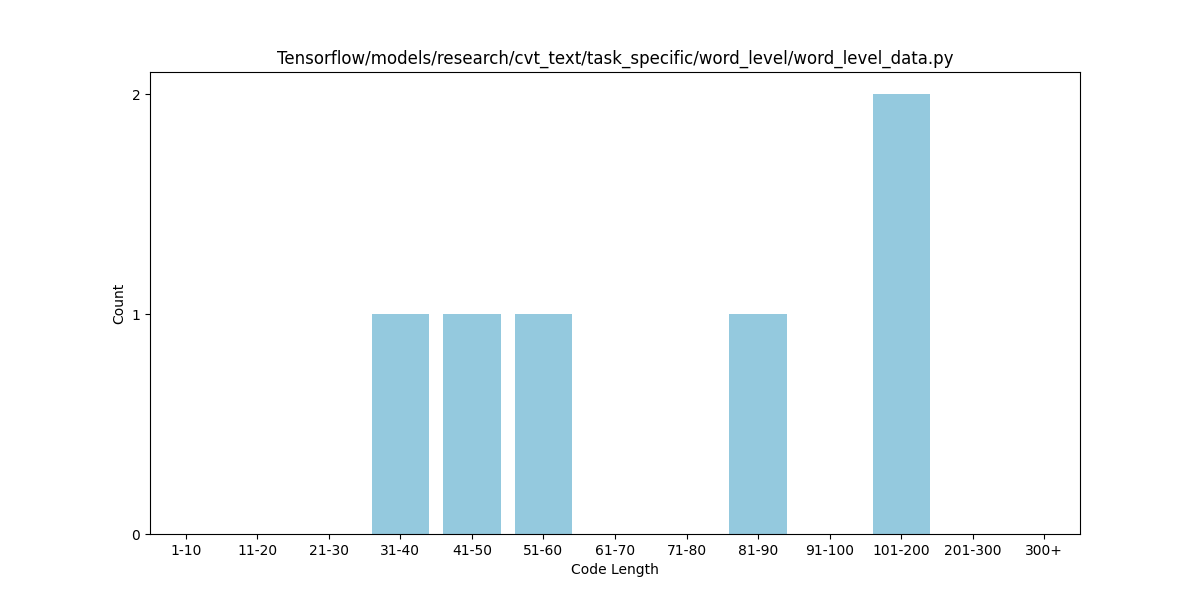 Tensorflow/models/research/cvt_text/task_specific/word_level/word_level_data.py
2
1
0
Count
1-10 11-20 21-30 31-40 41-50 51-60 61-70 71-80 81-90 91-100 101-200 201-300 300+
Code Length